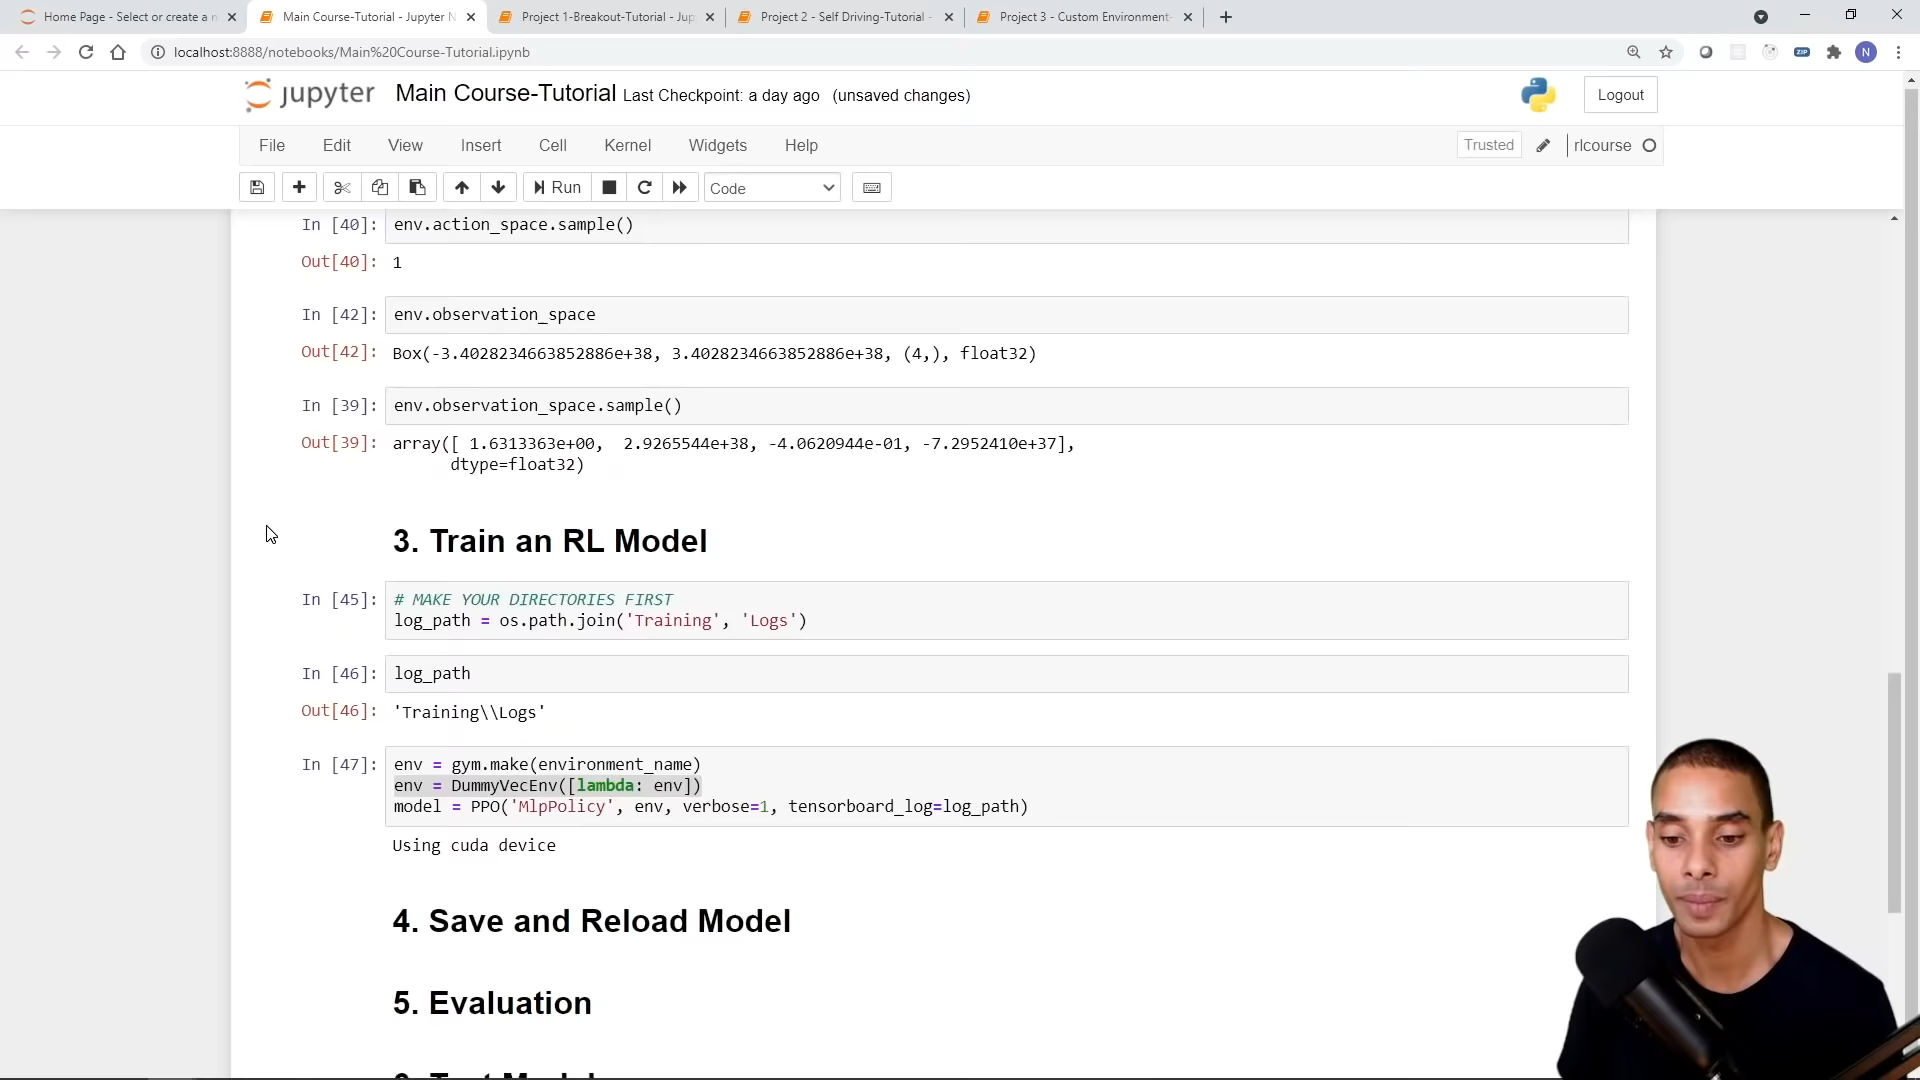 Home Page - Select or create a n
Main Course-Tutorial - Jupyter N
Project 1-Breakout-Tutorial - Jup
Project 2 - Self Driving-Tutorial -
Project 3 - Custom Environment-
localhost:8888/notebooks/Main%20Course-Tutorial.ipynb
ZIP
N
jupyter Main Course-Tutorial Last Checkpoint: a day ago (unsaved changes)
Logout
File Edit View Insert Cell Kernel Widgets Help
Trusted
rlcourse
Run
Code
In [40]: env.action_space.sample()
Out[40]: 1
In [42]: env.observation_space
Out[42]: Box(-3.4028234663852886e+38, 3.4028234663852886e+38, (4,), float32)
In [39]: env.observation_space.sample()
Out[39]: array([ 1.6313363e+00,  2.9265544e+38, -4.0620944e-01, -7.2952410e+37],
dtype=float32)
3. Train an RL Model
In [45]: # MAKE YOUR DIRECTORIES FIRST
log_path = os.path.join('Training', 'Logs')
In [46]: log_path
Out[46]: 'Training\\Logs'
In [47]: env = gym.make(environment_name)
env = DummyVecEnv([lambda: env])
model = PPO('MlpPolicy', env, verbose=1, tensorboard_log=log_path)
Using cuda device
4. Save and Reload Model
5. Evaluation